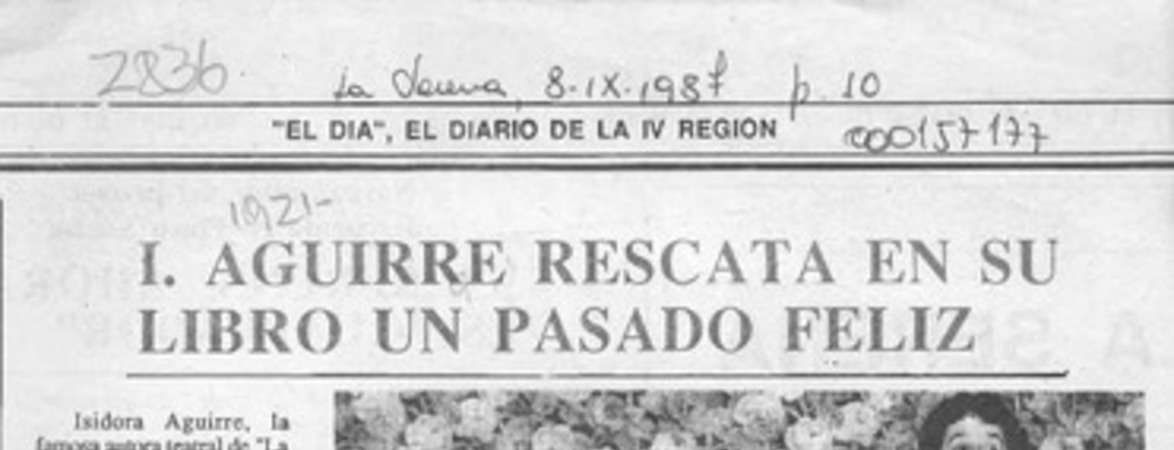 2836
La Serena, 8-IX-1987 p. 10
"EL DIA", EL DIARIO DE LA IV REGION
000157177
1921-
I. AGUIRRE RESCATA EN SU
LIBRO UN PASADO FELIZ
Isidora Aguirre, la
famosa autora teatral de "La